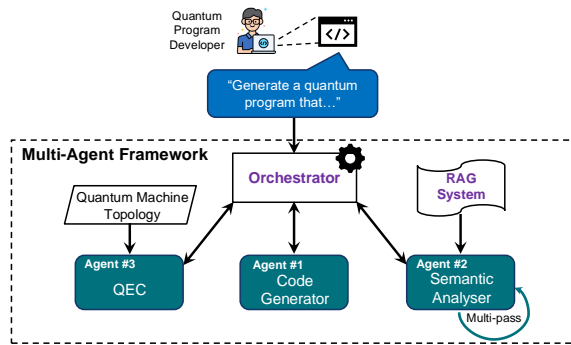 Quantum
Program
Developer
</>
“Generate a quantum
program that…”
Multi-Agent Framework
Orchestrator
RAG
System
Quantum Machine
Topology
Agent #3
QEC
Agent #1
Code
Generator
Agent #2
Semantic
Analyser
Multi-pass